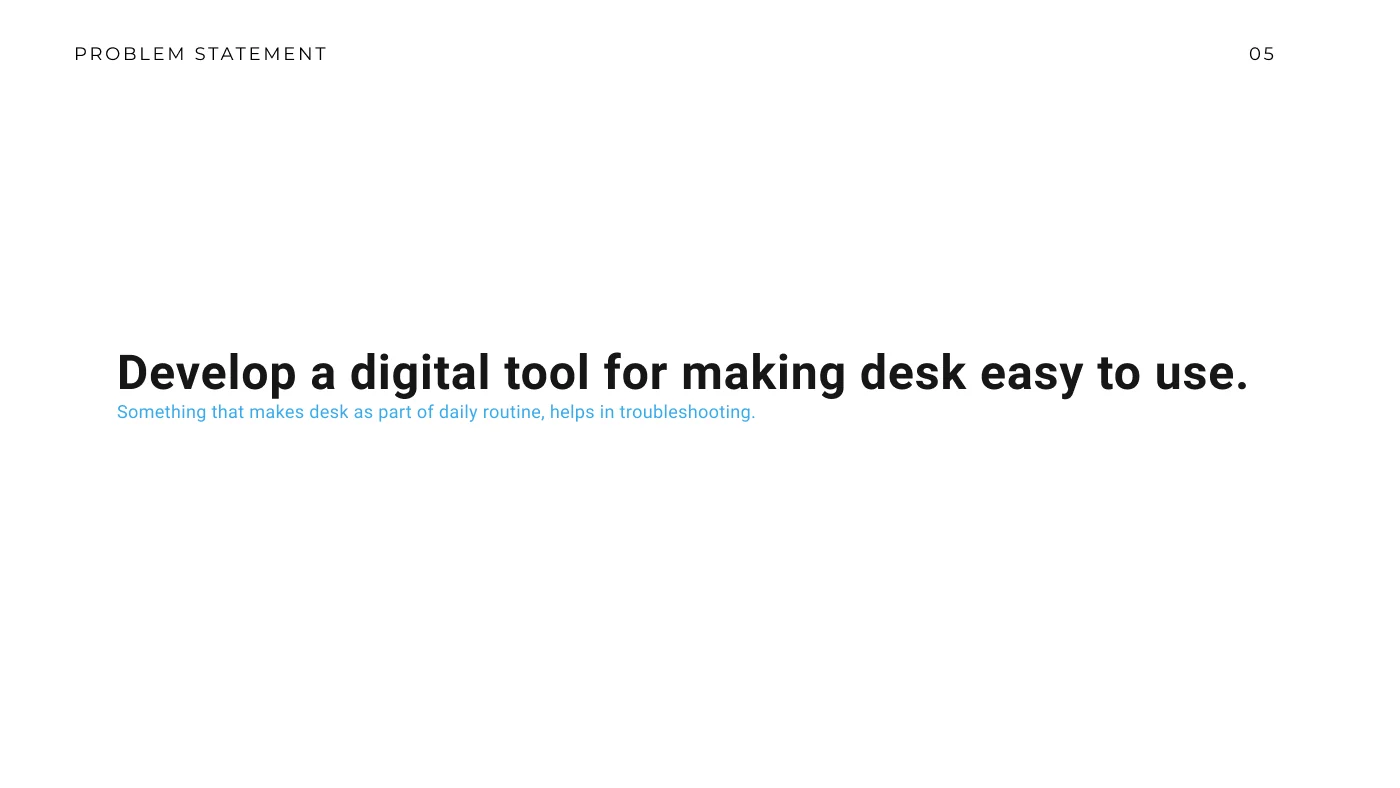 PROBLEM STATEMENT
05
Develop a digital tool for making desk easy to use.
Something that makes desk as part of daily routine, helps in troubleshooting.